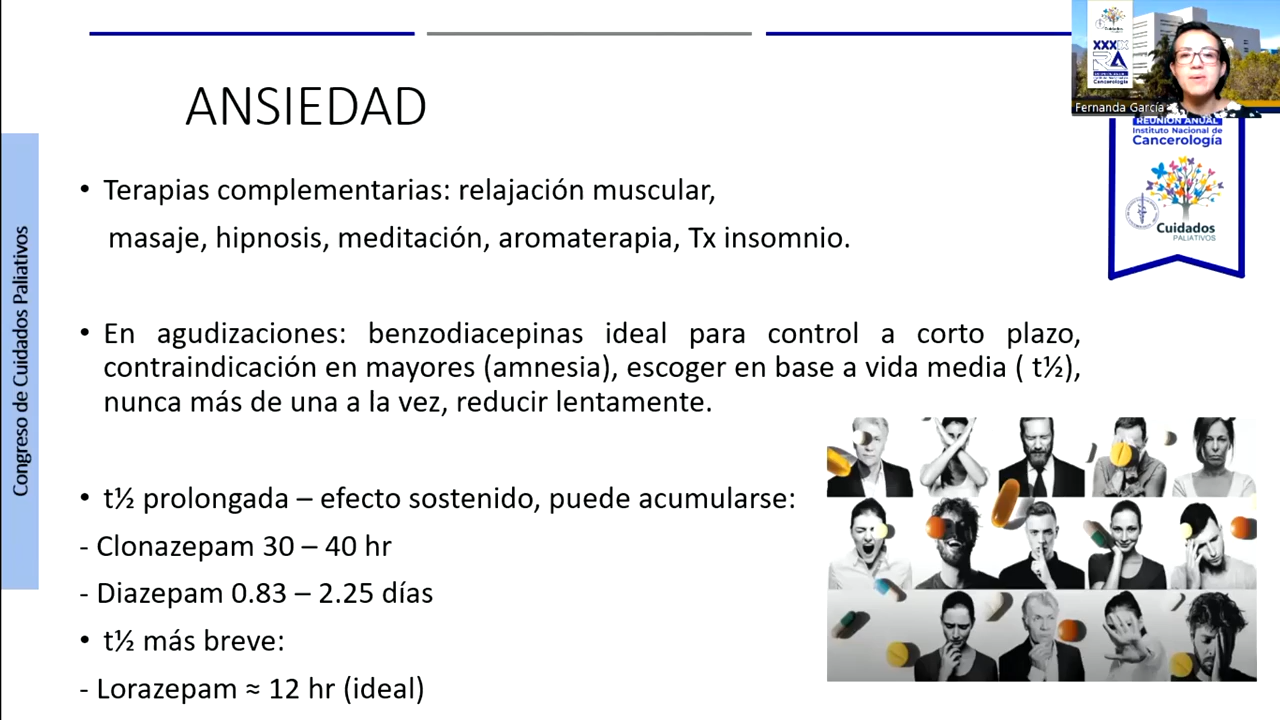 ANSIEDAD
• Terapias complementarias: relajación muscular,
masaje, hipnosis, meditación, aromaterapia, Tx insomnio.
• En agudizaciones: benzodiacepinas ideal para control a corto plazo,
contraindicación en mayores (amnesia), escoger en base a vida media ( t½),
nunca más de una a la vez, reducir lentamente.
• t½ prolongada – efecto sostenido, puede acumularse:
- Clonazepam 30 – 40 hr
- Diazepam 0.83 – 2.25 días
• t½ más breve:
- Lorazepam ≈ 12 hr (ideal)
Congreso de Cuidados Paliativos
Cuidados
XXXIX
RA
Cancerología
Fernanda García
REUNIÓN ANUAL
Instituto Nacional de
Cancerología
Cuidados
PALIATIVOS